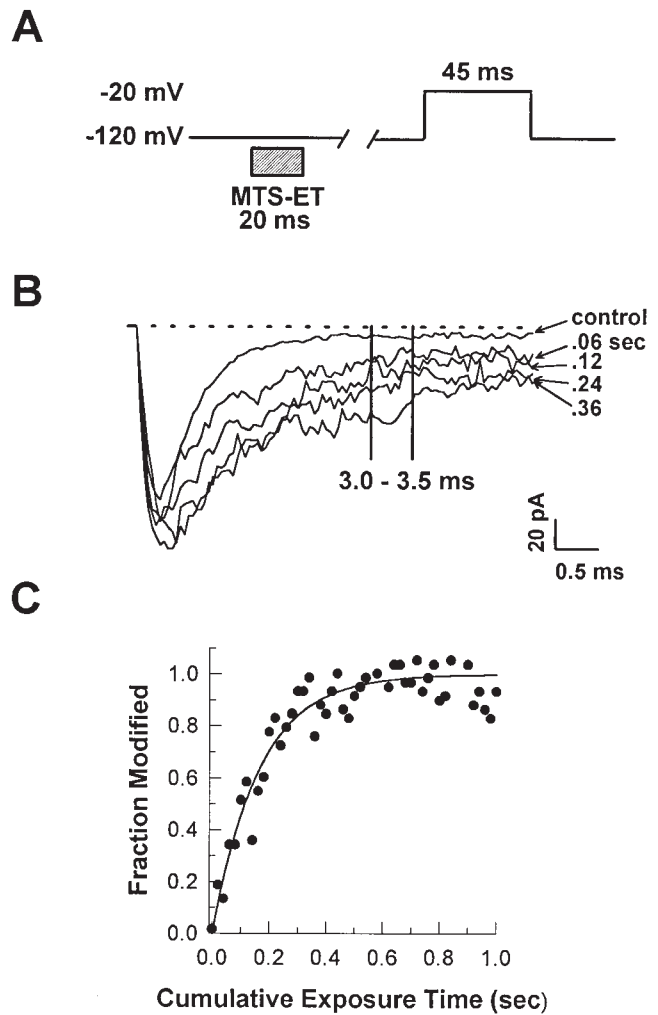 A
-20 mV
45 ms
-120 mV
MTS-ET
20 ms
B
control
.06 sec
.12
.24
.36
3.0 - 3.5 ms
20 pA
0.5 ms
C
Fraction Modified
1.0
0.8
0.6
0.4
0.2
0.0
0.0 0.2 0.4 0.6 0.8 1.0
Cumulative Exposure Time (sec)